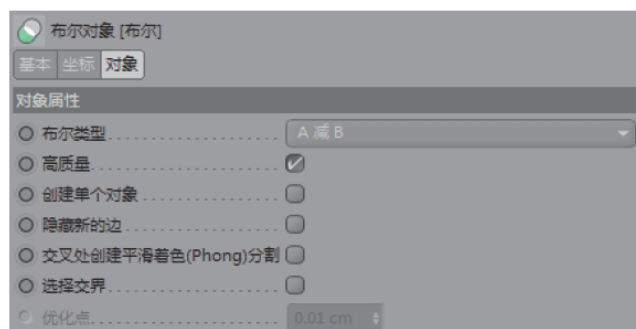 布尔对象 [布尔]
基本 坐标 对象
对象属性
布尔类型 A 减 B
高质量
创建单个对象
隐藏新的边
交叉处创建平滑着色(Phong)分割
选择交界
优化点 0.01 cm